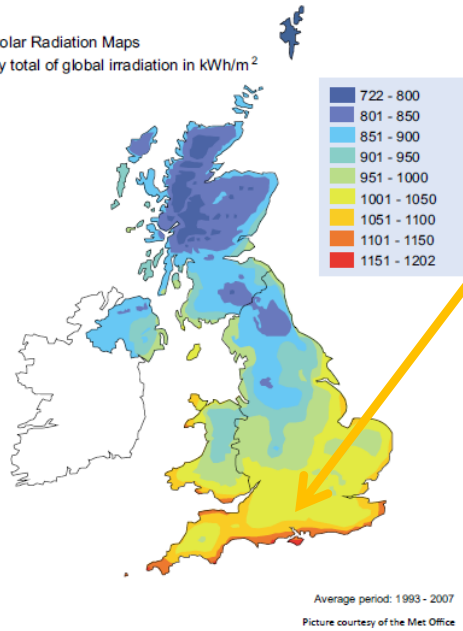 olar Radiation Maps
y total of global irradiation in kWh/m²
722 - 800
801 - 850
851 - 900
901 - 950
951 - 1000
1001 - 1050
1051 - 1100
1101 - 1150
1151 - 1202
Average period: 1993 - 2007
Picture courtesy of the Met Office